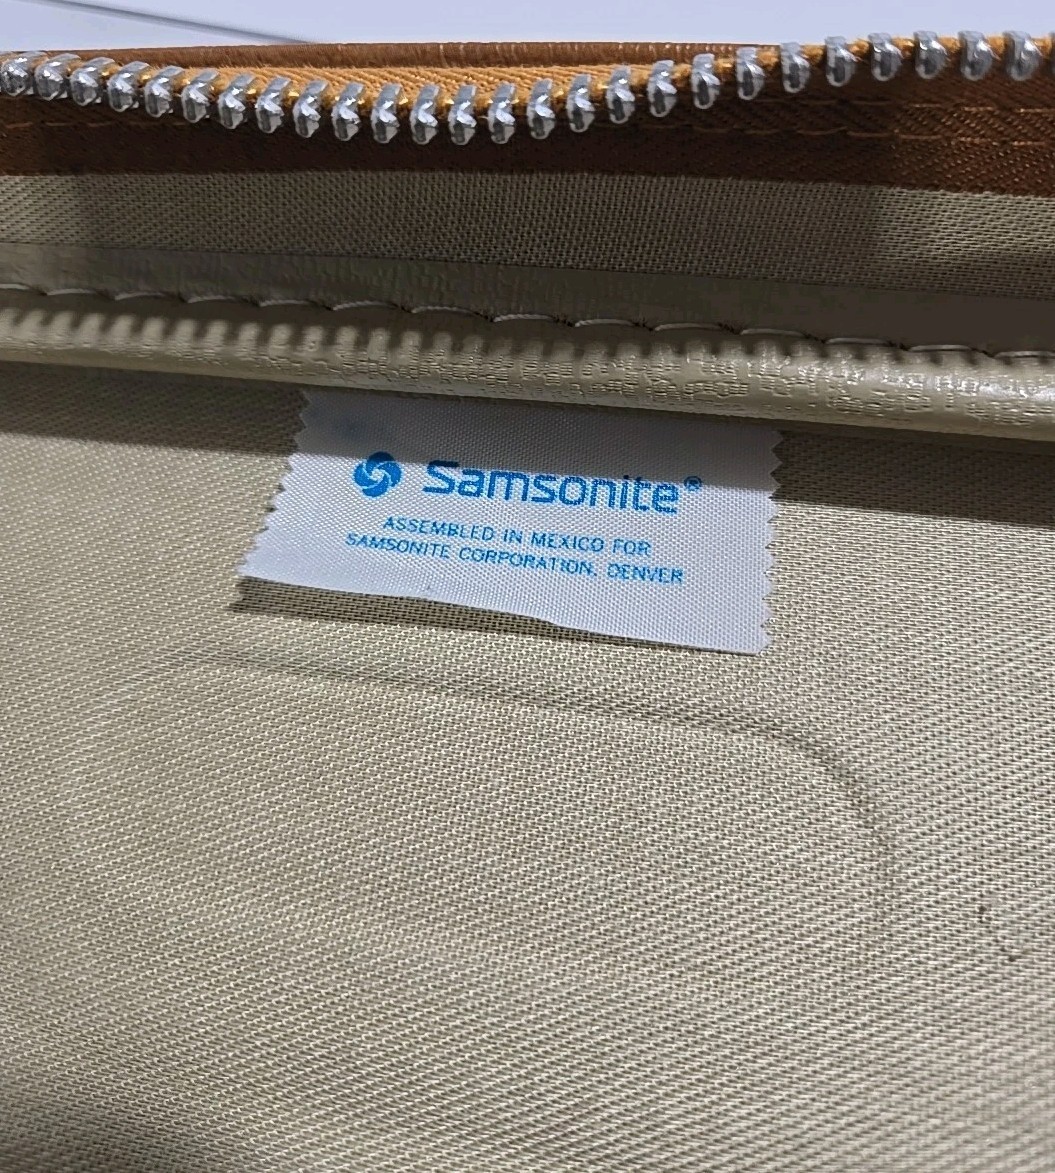 Samsonite®
ASSEMBLED IN MEXICO FOR
SAMSONITE CORPORATION, DENVER